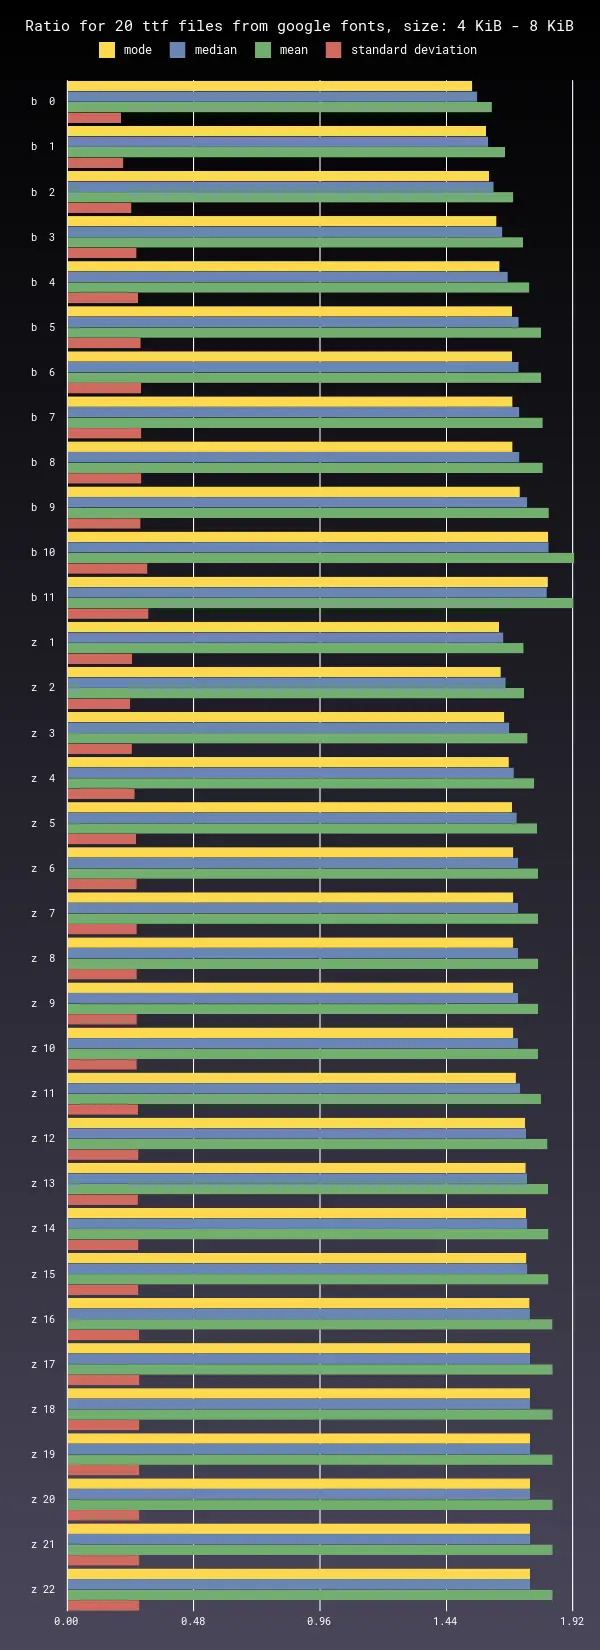 Ratio for 20 ttf files from google fonts, size: 4 KiB - 8 KiB
mode median mean standard deviation
b 0
b 1
b 2
b 3
b 4
b 5
b 6
b 7
b 8
b 9
b 10
b 11
z 1
z 2
z 3
z 4
z 5
z 6
z 7
z 8
z 9
z 10
z 11
z 12
z 13
z 14
z 15
z 16
z 17
z 18
z 19
z 20
z 21
z 22
0.00 0.48 0.96 1.44 1.92